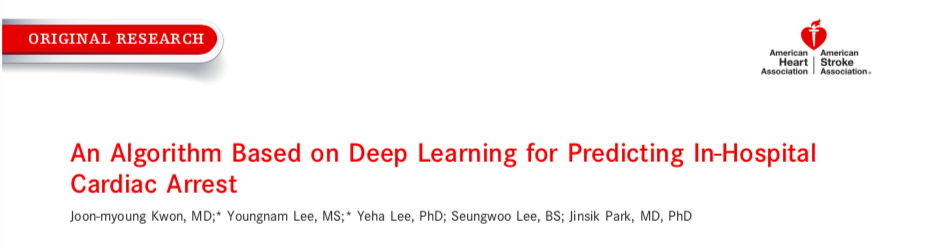 ORIGINAL RESEARCH
American Heart Association
American Stroke Association®
An Algorithm Based on Deep Learning for Predicting In-Hospital
Cardiac Arrest
Joon-myoung Kwon, MD;* Youngnam Lee, MS;* Yeha Lee, PhD; Seungwoo Lee, BS; Jinsik Park, MD, PhD